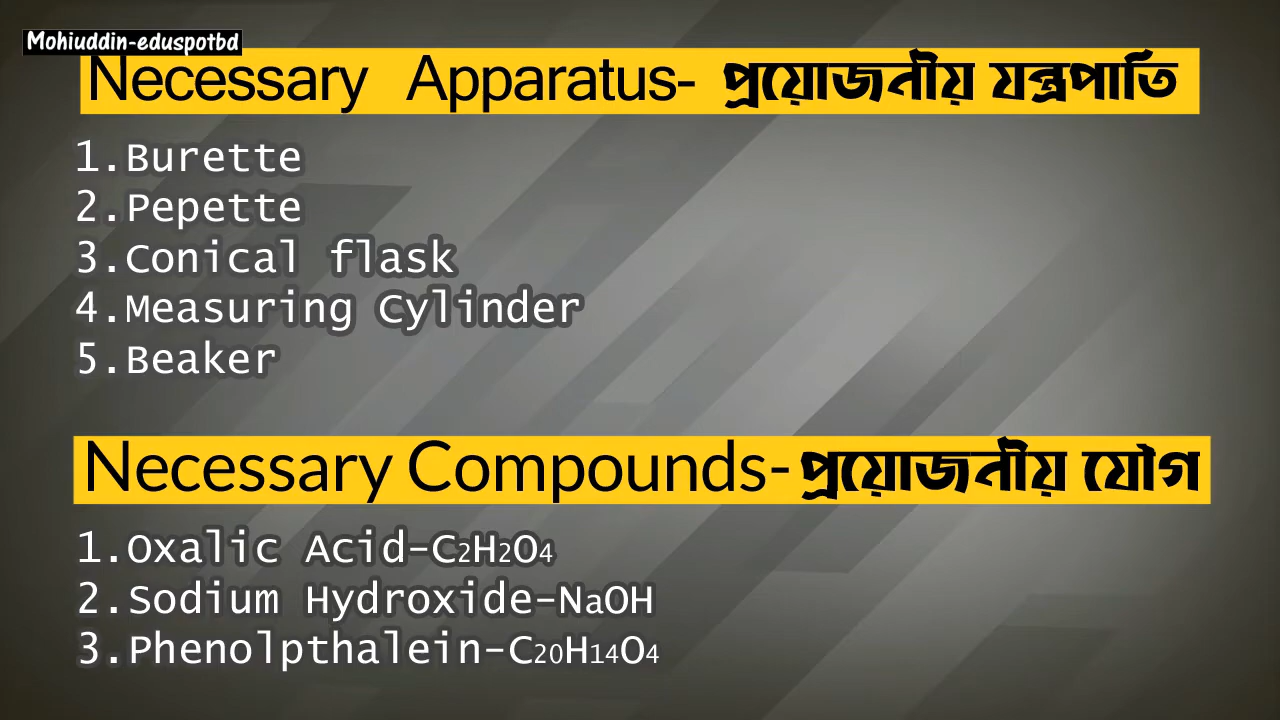 Mohiuddin-eduspotbd
Necessary Apparatus- প্রয়োজনীয় যন্ত্রপাতি
1.Burette
2.Pepette
3.Conical flask
4.Measuring Cylinder
5.Beaker
Necessary Compounds-প্রয়োজনীয় যৌগ
1.Oxalic Acid-C₂H₂O₄
2.Sodium Hydroxide-NaOH
3.Phenolpthalein-C₂₀H₁₄O₄